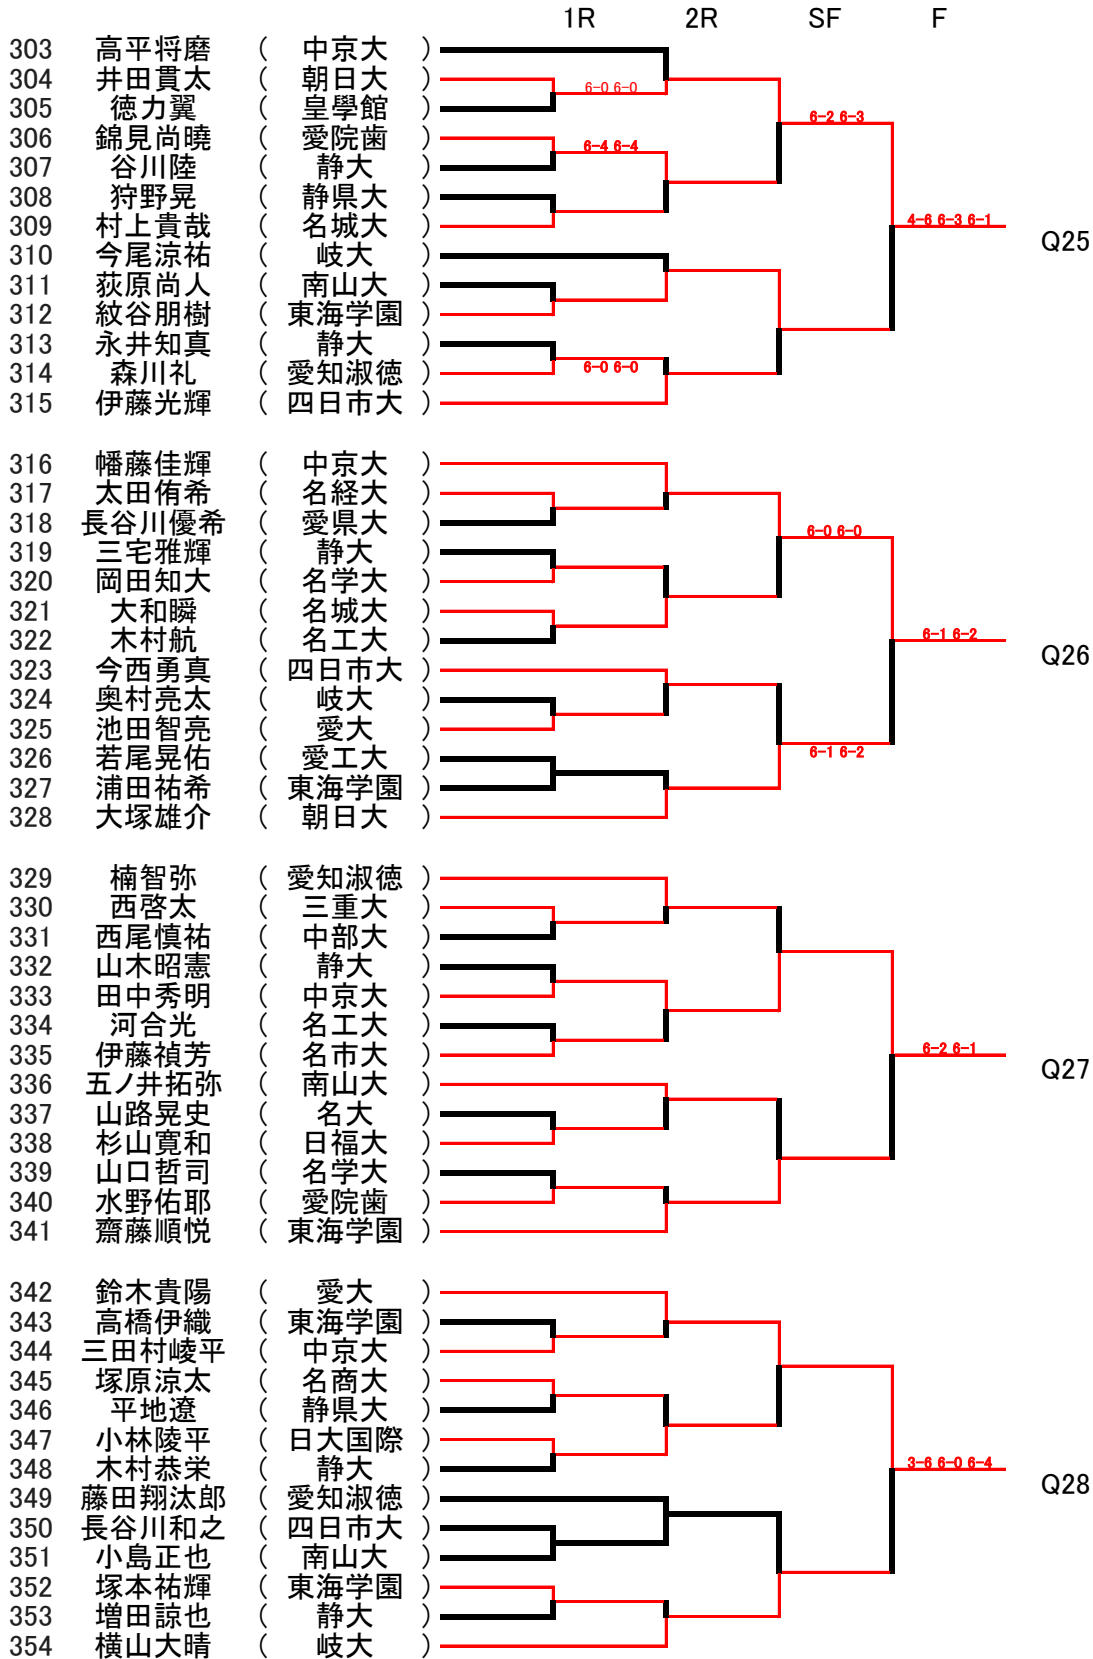 1R 2R SF F
303 高平将磨 ( 中京大 )
304 井田貫太 ( 朝日大 )
6-0 6-0
305 徳力翼 ( 皇學館 )
6-2 6-3
306 錦見尚曉 ( 愛院歯 )
6-4 6-4
307 谷川陸 ( 静大 )
308 狩野晃 ( 静県大 )
309 村上貴哉 ( 名城大 )
4-6 6-3 6-1
Q25
310 今尾涼祐 ( 岐大 )
311 荻原尚人 ( 南山大 )
312 紋谷朋樹 ( 東海学園 )
313 永井知真 ( 静大 )
314 森川礼 ( 愛知淑徳 )
6-0 6-0
315 伊藤光輝 ( 四日市大 )
316 幡藤佳輝 ( 中京大 )
317 太田侑希 ( 名経大 )
318 長谷川優希 ( 愛県大 )
6-0 6-0
319 三宅雅輝 ( 静大 )
320 岡田知大 ( 名学大 )
321 大和瞬 ( 名城大 )
322 木村航 ( 名工大 )
6-1 6-2
Q26
323 今西勇真 ( 四日市大 )
324 奥村亮太 ( 岐大 )
325 池田智亮 ( 愛大 )
326 若尾晃佑 ( 愛工大 )
6-1 6-2
327 浦田祐希 ( 東海学園 )
328 大塚雄介 ( 朝日大 )
329 楠智弥 ( 愛知淑徳 )
330 西啓太 ( 三重大 )
331 西尾慎祐 ( 中部大 )
332 山木昭憲 ( 静大 )
333 田中秀明 ( 中京大 )
334 河合光 ( 名工大 )
335 伊藤禎芳 ( 名市大 )
6-2 6-1
Q27
336 五ノ井拓弥 ( 南山大 )
337 山路晃史 ( 名大 )
338 杉山寛和 ( 日福大 )
339 山口哲司 ( 名学大 )
340 水野佑耶 ( 愛院歯 )
341 齋藤順悦 ( 東海学園 )
342 鈴木貴陽 ( 愛大 )
343 高橋伊織 ( 東海学園 )
344 三田村崚平 ( 中京大 )
345 塚原涼太 ( 名商大 )
346 平地遼 ( 静県大 )
347 小林陵平 ( 日大国際 )
348 木村恭栄 ( 静大 )
3-6 6-0 6-4
Q28
349 藤田翔汰郎 ( 愛知淑徳 )
350 長谷川和之 ( 四日市大 )
351 小島正也 ( 南山大 )
352 塚本祐輝 ( 東海学園 )
353 増田諒也 ( 静大 )
354 横山大晴 ( 岐大 )